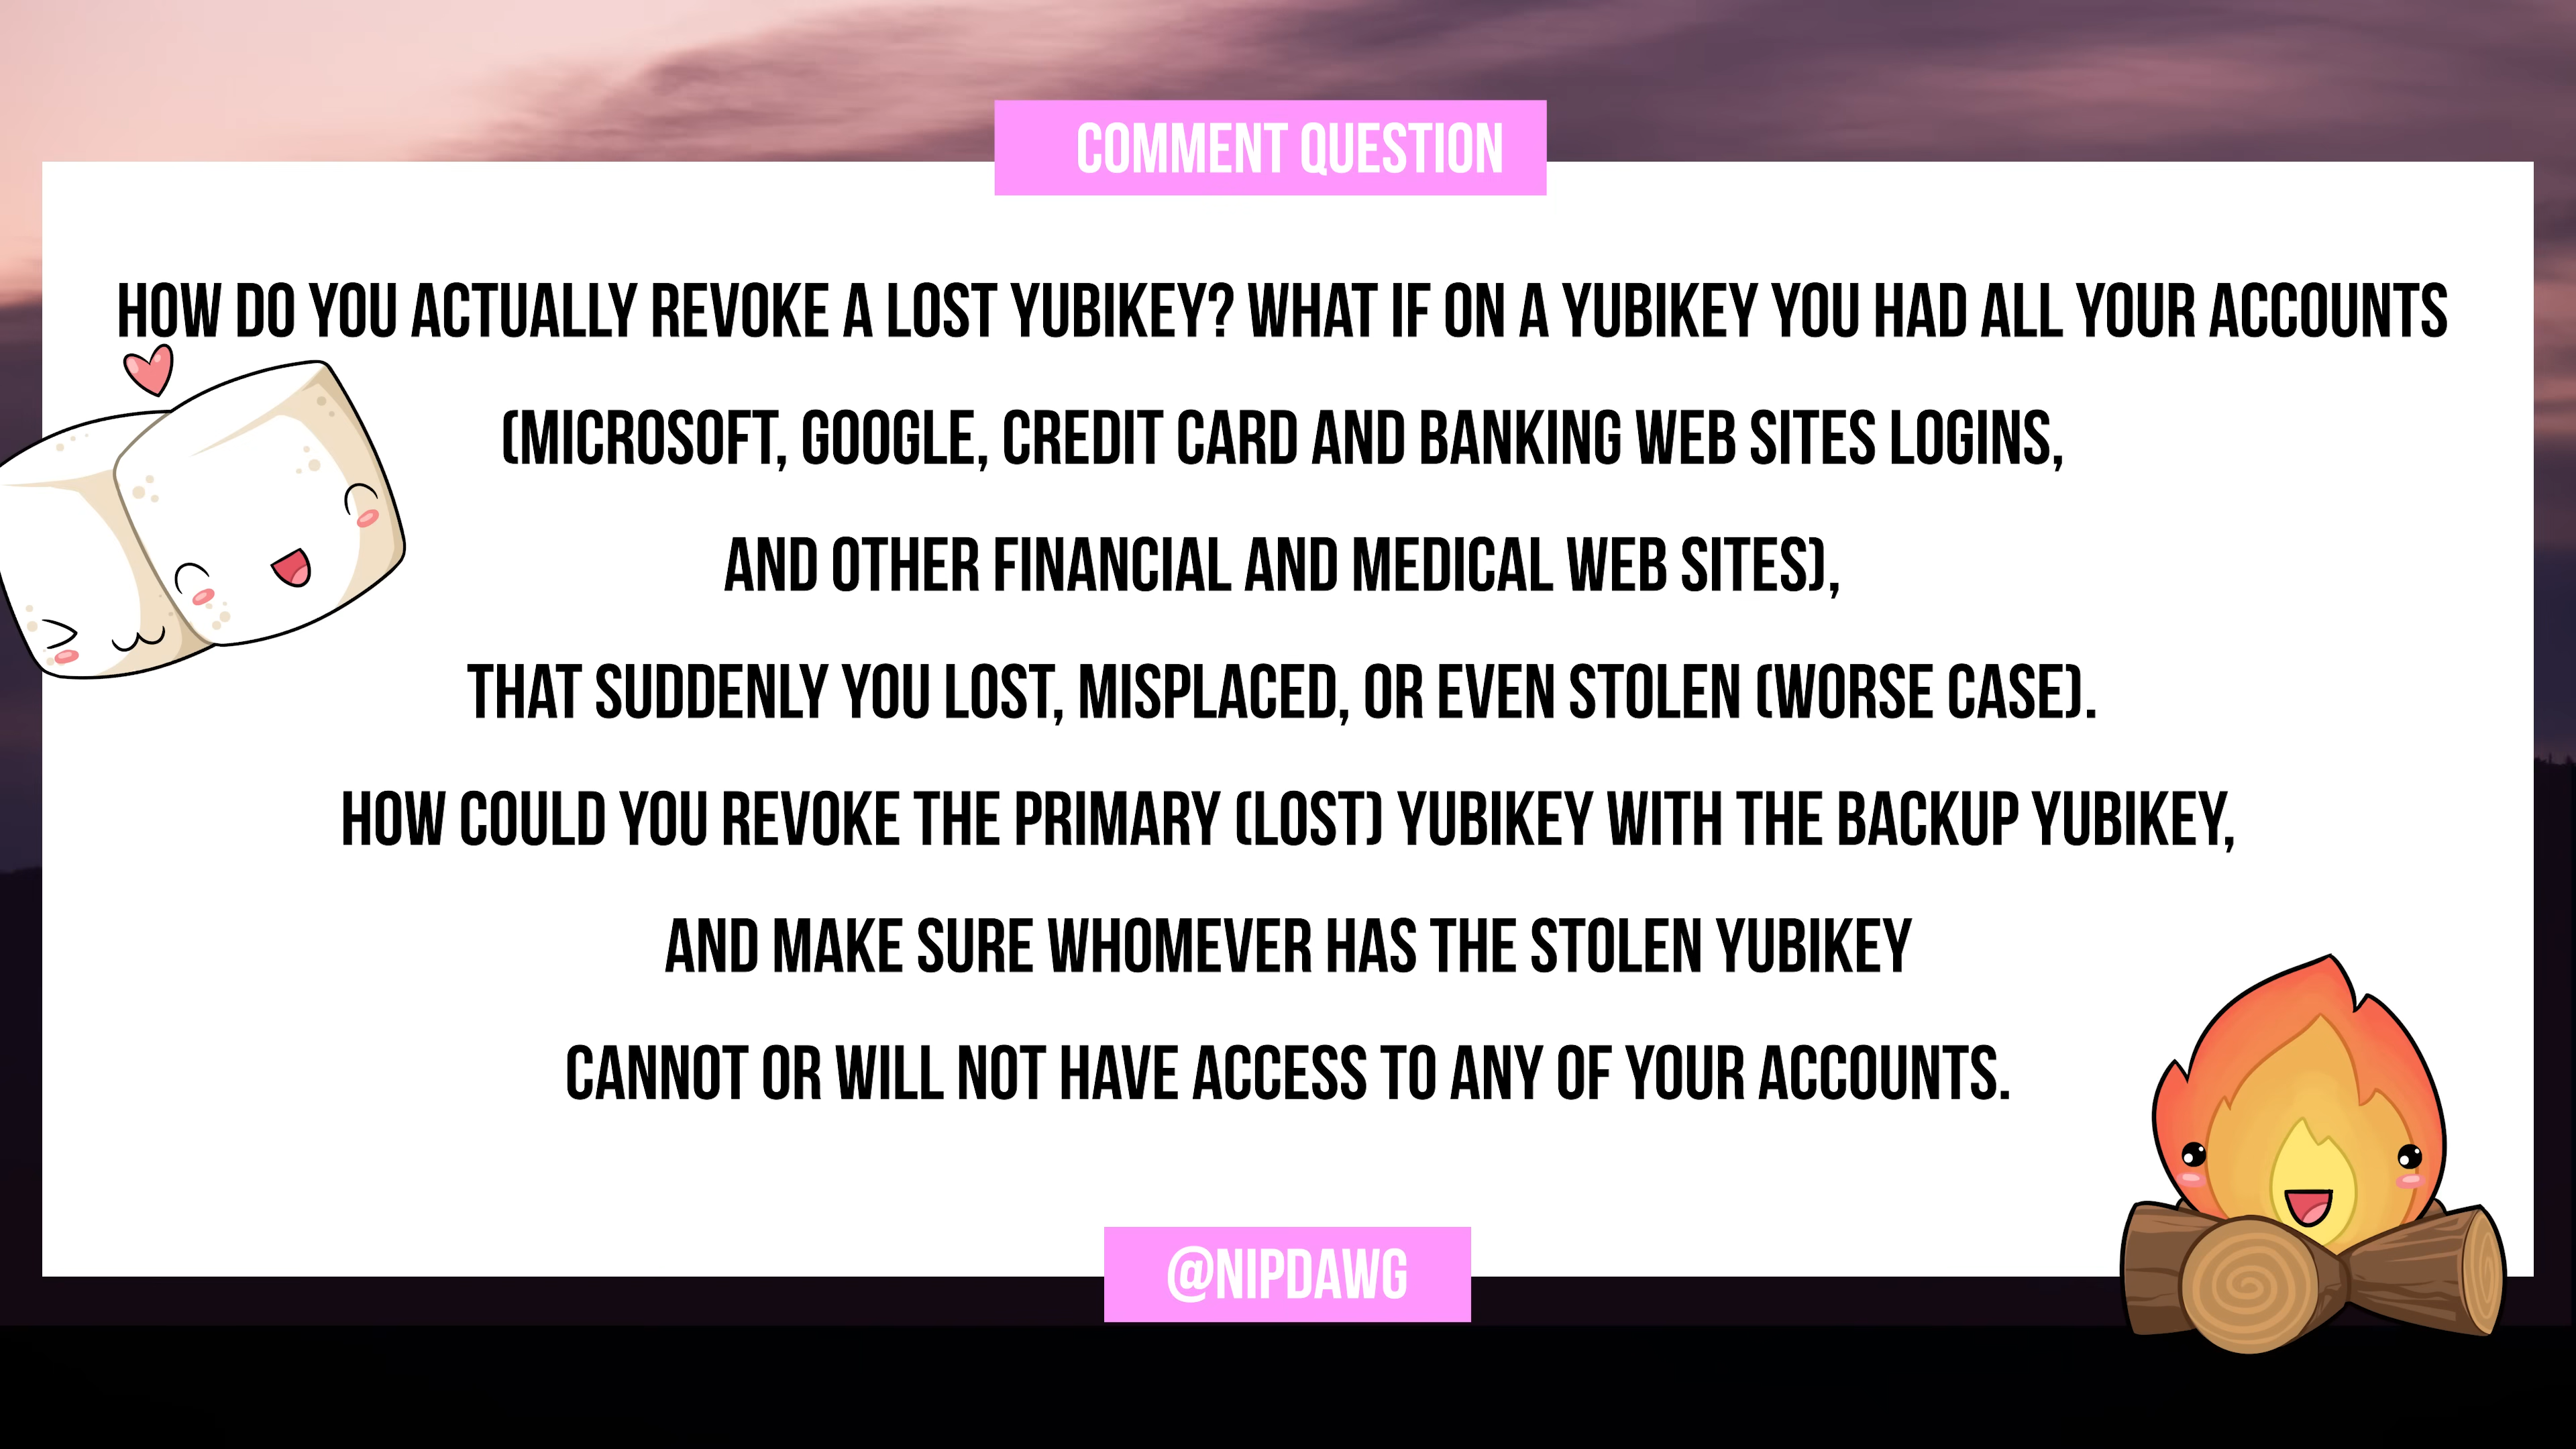 COMMENT QUESTION
HOW DO YOU ACTUALLY REVOKE A LOST YUBIKEY? WHAT IF ON A YUBIKEY YOU HAD ALL YOUR ACCOUNTS
(MICROSOFT, GOOGLE, CREDIT CARD AND BANKING WEB SITES LOGINS,
AND OTHER FINANCIAL AND MEDICAL WEB SITES),
THAT SUDDENLY YOU LOST, MISPLACED, OR EVEN STOLEN (WORSE CASE).
HOW COULD YOU REVOKE THE PRIMARY (LOST) YUBIKEY WITH THE BACKUP YUBIKEY,
AND MAKE SURE WHOMEVER HAS THE STOLEN YUBIKEY
CANNOT OR WILL NOT HAVE ACCESS TO ANY OF YOUR ACCOUNTS.
@NIPDAWG